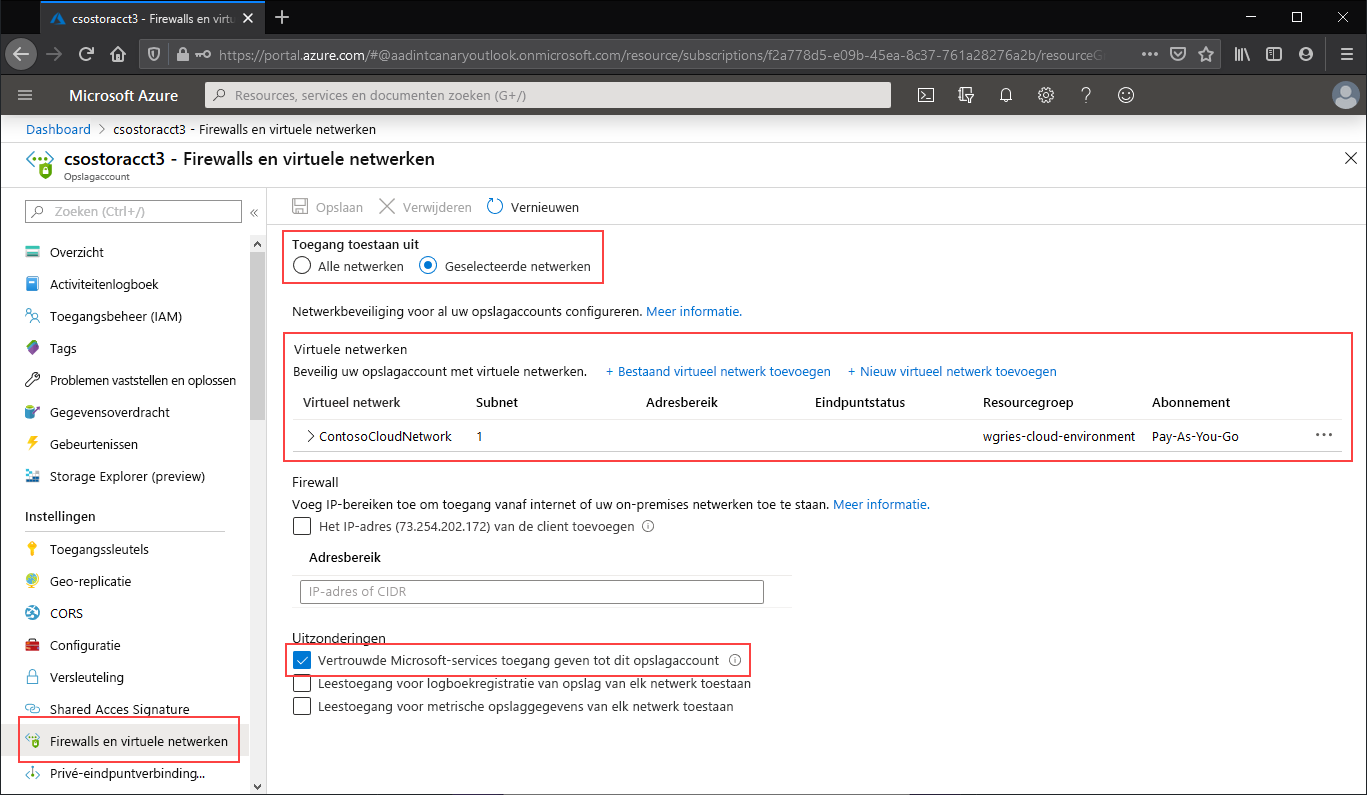 csostoracct3 - Firewalls en virtu
https://portal.azure.com/#@aadintcanaryoutlook.onmicrosoft.com/resource/subscriptions/f2a778d5-e09b-45ea-8c37-761a28276a2b/resourceG
Microsoft Azure
Resources, services en documenten zoeken (G+/)
Dashboard > csostoracct3 - Firewalls en virtuele netwerken
csostoracct3 - Firewalls en virtuele netwerken
Opslagaccount
Zoeken (Ctrl+/)
Overzicht
Activiteitenlogboek
Toegangsbeheer (IAM)
Tags
Problemen vaststellen en oplossen
Gegevensoverdracht
Gebeurtenissen
Storage Explorer (preview)
Instellingen
Toegangssleutels
Geo-replicatie
CORS
Configuratie
Versleuteling
Shared Acces Signature
Firewalls en virtuele netwerken
Privé-eindpuntverbinding...
Opslaan Verwijderen Vernieuwen
Toegang toestaan uit
Alle netwerken Geselecteerde netwerken
Netwerkbeveiliging voor al uw opslagaccounts configureren. Meer informatie.
Virtuele netwerken
Beveilig uw opslagaccount met virtuele netwerken. + Bestaand virtueel netwerk toevoegen + Nieuw virtueel netwerk toevoegen
Virtueel netwerk Subnet Adresbereik Eindpuntstatus Resourcegroep Abonnement
ContosoCloudNetwork 1 wgries-cloud-environment Pay-As-You-Go
Firewall
Voeg IP-bereiken toe om toegang vanaf internet of uw on-premises netwerken toe te staan. Meer informatie.
Het IP-adres (73.254.202.172) van de client toevoegen
Adresbereik
IP-adres of CIDR
Uitzonderingen
Vertrouwde Microsoft-services toegang geven tot dit opslagaccount
Leestoegang voor logboekregistratie van opslag van elk netwerk toestaan
Leestoegang voor metrische opslaggegevens van elk netwerk toestaan